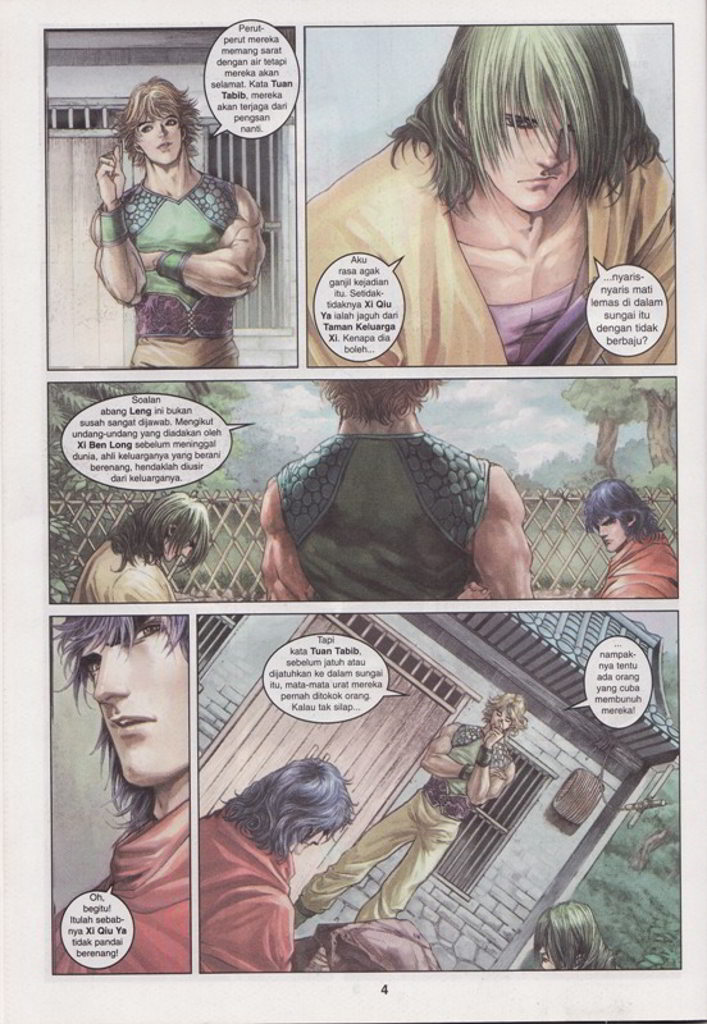 Perut-
perut mereka
memang sarat
dengan air tetapi
mereka akan
selamat. Kata Tuan
Tabib, mereka
akan terjaga dari
pengsan
nanti.
Aku
rasa agak
ganjil kejadian
itu. Setidak-
tidaknya Xi Qiu
Ya ialah jaguh dari
Taman Keluarga
Xi. Kenapa dia
boleh...
...nyaris-
nyaris mati
lemas di dalam
sungai itu
dengan tidak
berbaju?
Soalan
abang Leng ini bukan
susah sangat dijawab. Mengikut
undang-undang yang diadakan oleh
Xi Ben Long sebelum meninggal
dunia, ahli keluarganya yang berani
berenang, hendaklah diusir
dari keluarganya.
Oh,
begitu!
Itulah sebab-
nya Xi Qiu Ya
tidak pandai
berenang!
Tapi
kata Tuan Tabib,
sebelum jatuh atau
dijatuhkan ke dalam sungai
itu, mata-mata urat mereka
pernah ditokok orang.
Kalau tak silap...
...
nampak-
nya tentu
ada orang
yang cuba
membunuh
mereka!
4